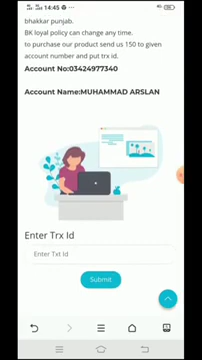 14:45
bhakkar punjab.
BK loyal policy can change any time.
to purchase our product send us 150 to given
account number and put trx id.
Account No:03424977340
Account Name:MUHAMMAD ARSLAN
Enter Trx Id
Enter Txt Id
Submit